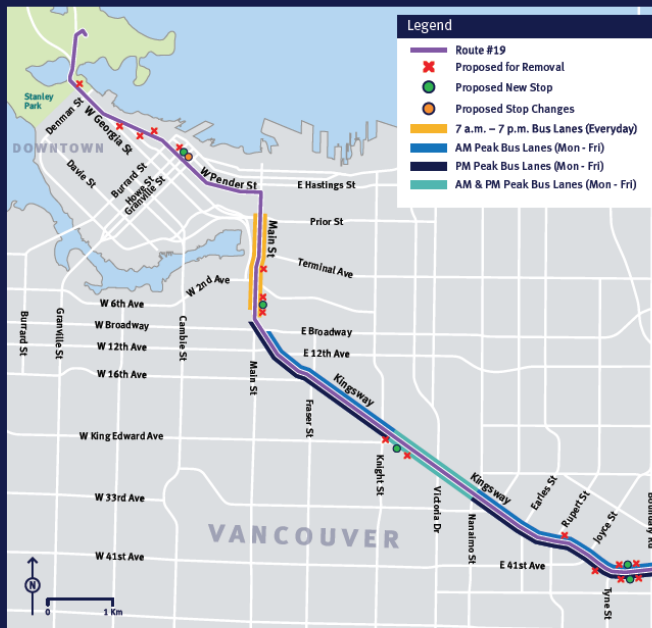 Legend
Route #19
Proposed for Removal
Proposed New Stop
Proposed Stop Changes
7 a.m. – 7 p.m. Bus Lanes (Everyday)
AM Peak Bus Lanes (Mon - Fri)
PM Peak Bus Lanes (Mon - Fri)
AM & PM Peak Bus Lanes (Mon - Fri)
Stanley
Park
Denman St
W Georgia St
DOWNTOWN
Davie St
Burrard St
Howe St
Granville St
W Pender St
E Hastings St
Prior St
Main St
Terminal Ave
W 2nd Ave
W 6th Ave
W Broadway
E Broadway
W 12th Ave
E 12th Ave
W 16th Ave
Burrard St
Granville St
Cambie St
Main St
Fraser St
Kingsway
W King Edward Ave
Knight St
Victoria Dr
Nanaimo St
Kingsway
Earles St
Rupert St
Joyce St
Boundary Rd
W 33rd Ave
VANCOUVER
W 41st Ave
E 41st Ave
Tyne St
N
0 1 Km